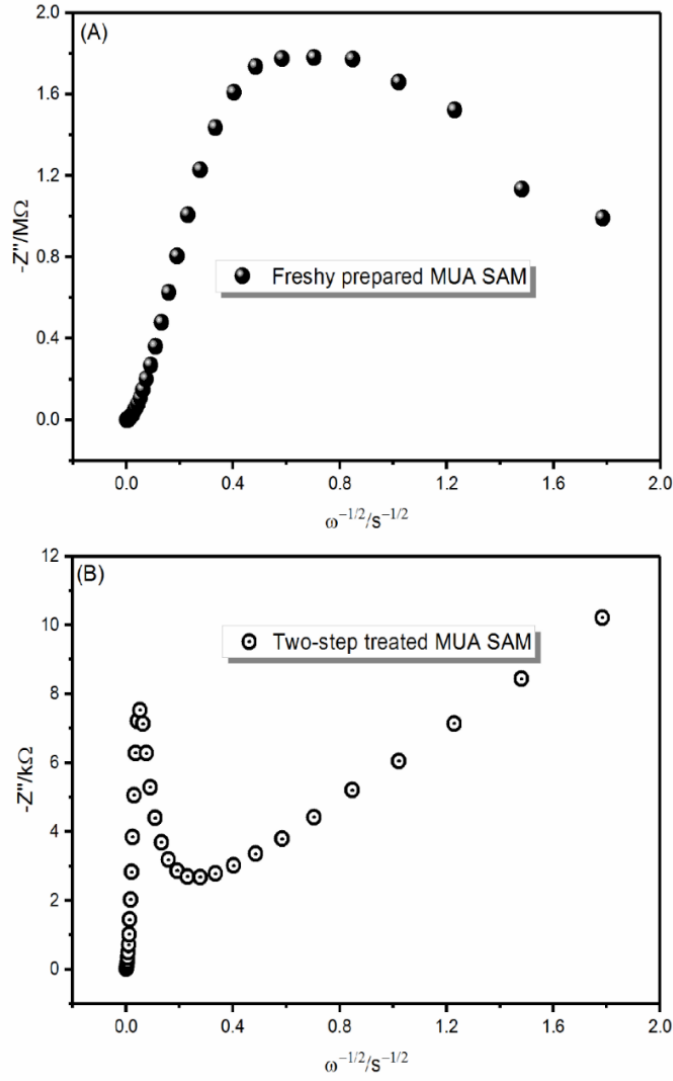 (A)
2.0
1.6
1.2
0.8
0.4
0.0
-Z"/MΩ
Freshy prepared MUA SAM
0.0 0.4 0.8 1.2 1.6 2.0
ω⁻¹/²/s⁻¹/²
(B)
12
10
8
6
4
2
0
-Z"/kΩ
Two-step treated MUA SAM
0.0 0.4 0.8 1.2 1.6 2.0
ω⁻¹/²/s⁻¹/²